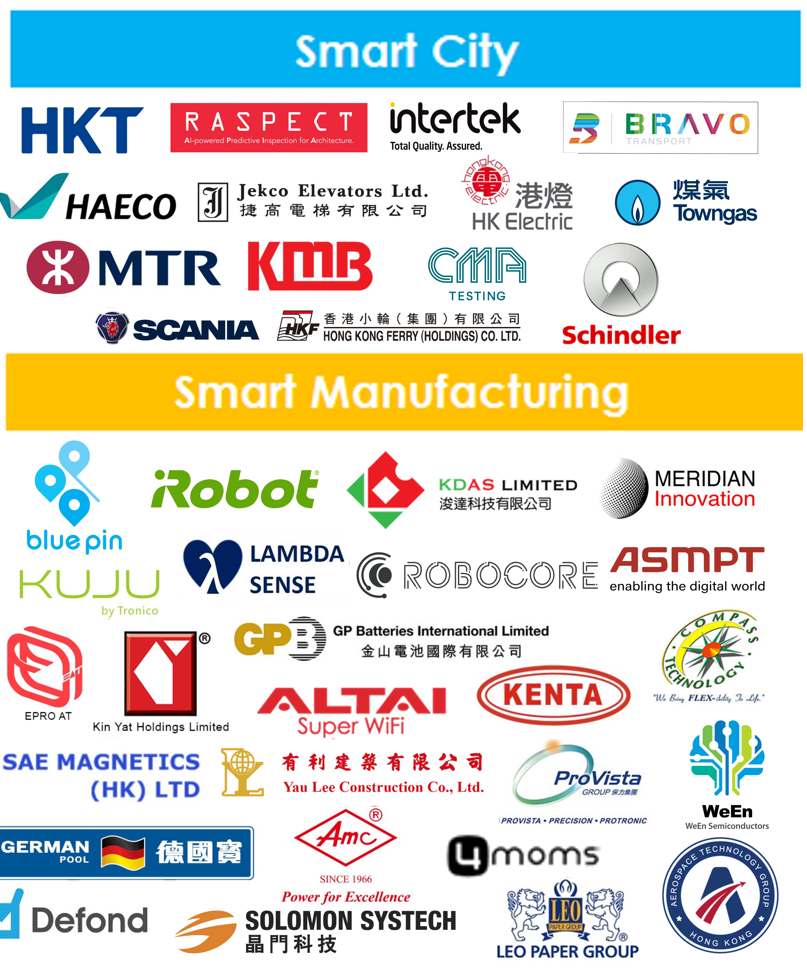 Smart City
HKT
RASPECT
AI-powered Predictive Inspection for Architecture.
intertek
Total Quality. Assured.
BRAVO
TRANSPORT
HAECO
Jekco Elevators Ltd.
捷高電梯有限公司
hongkong electric
港燈
HK Electric
煤氣
Towngas
MTR
KMB
CMA
TESTING
Schindler
SCANIA
HKF
香港小輪（集團）有限公司
HONG KONG FERRY (HOLDINGS) CO. LTD.
Smart Manufacturing
blue pin
iRobot®
KDAS LIMITED
浚達科技有限公司
MERIDIAN
Innovation
KUJU
by Tronico
LAMBDA
SENSE
ROBOCORE
ASMPT
enabling the digital world
EPRO AT
®
Kin Yat Holdings Limited
GPB
GP Batteries International Limited
金山電池國際有限公司
ALTAI
Super WiFi
KENTA
COMPASS
TECHNOLOGY
"We Bring FLEX-ibility To Life."
SAE MAGNETICS
(HK) LTD
有利建築有限公司
Yau Lee Construction Co., Ltd.
ProVista
GROUP 保力集團
PROVISTA • PRECISION • PROTRONIC
WeEn
WeEn Semiconductors
GERMAN
POOL
德國寶
®
Amc
SINCE 1966
Power for Excellence
4moms
AEROSPACE TECHNOLOGY GROUP
HONG KONG
Defond
SOLOMON SYSTECH
晶門科技
LEO
PAPER GROUP
®
LEO PAPER GROUP